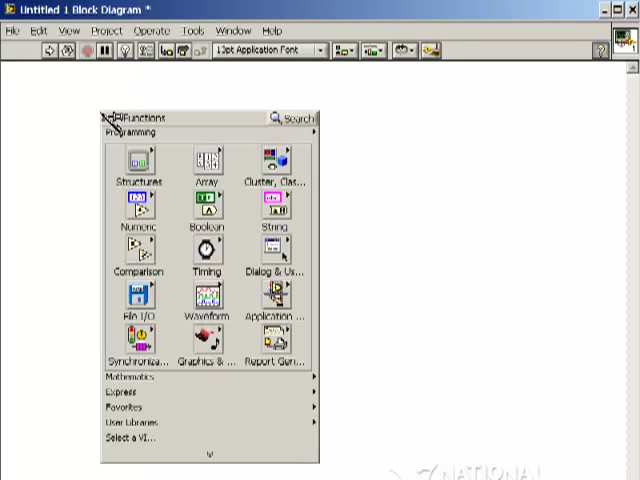 Untitled 1 Block Diagram *
File Edit View Project Operate Tools Window Help
13pt Application Font
Functions Search
Programming
Structures Array Cluster, Clas...
Numeric Boolean String
Comparison Timing Dialog & Us...
File I/O Waveform Application ...
Synchroniza... Graphics & ... Report Gen...
Mathematics
Express
Favorites
User Libraries
Select a VI...
NATIONAL